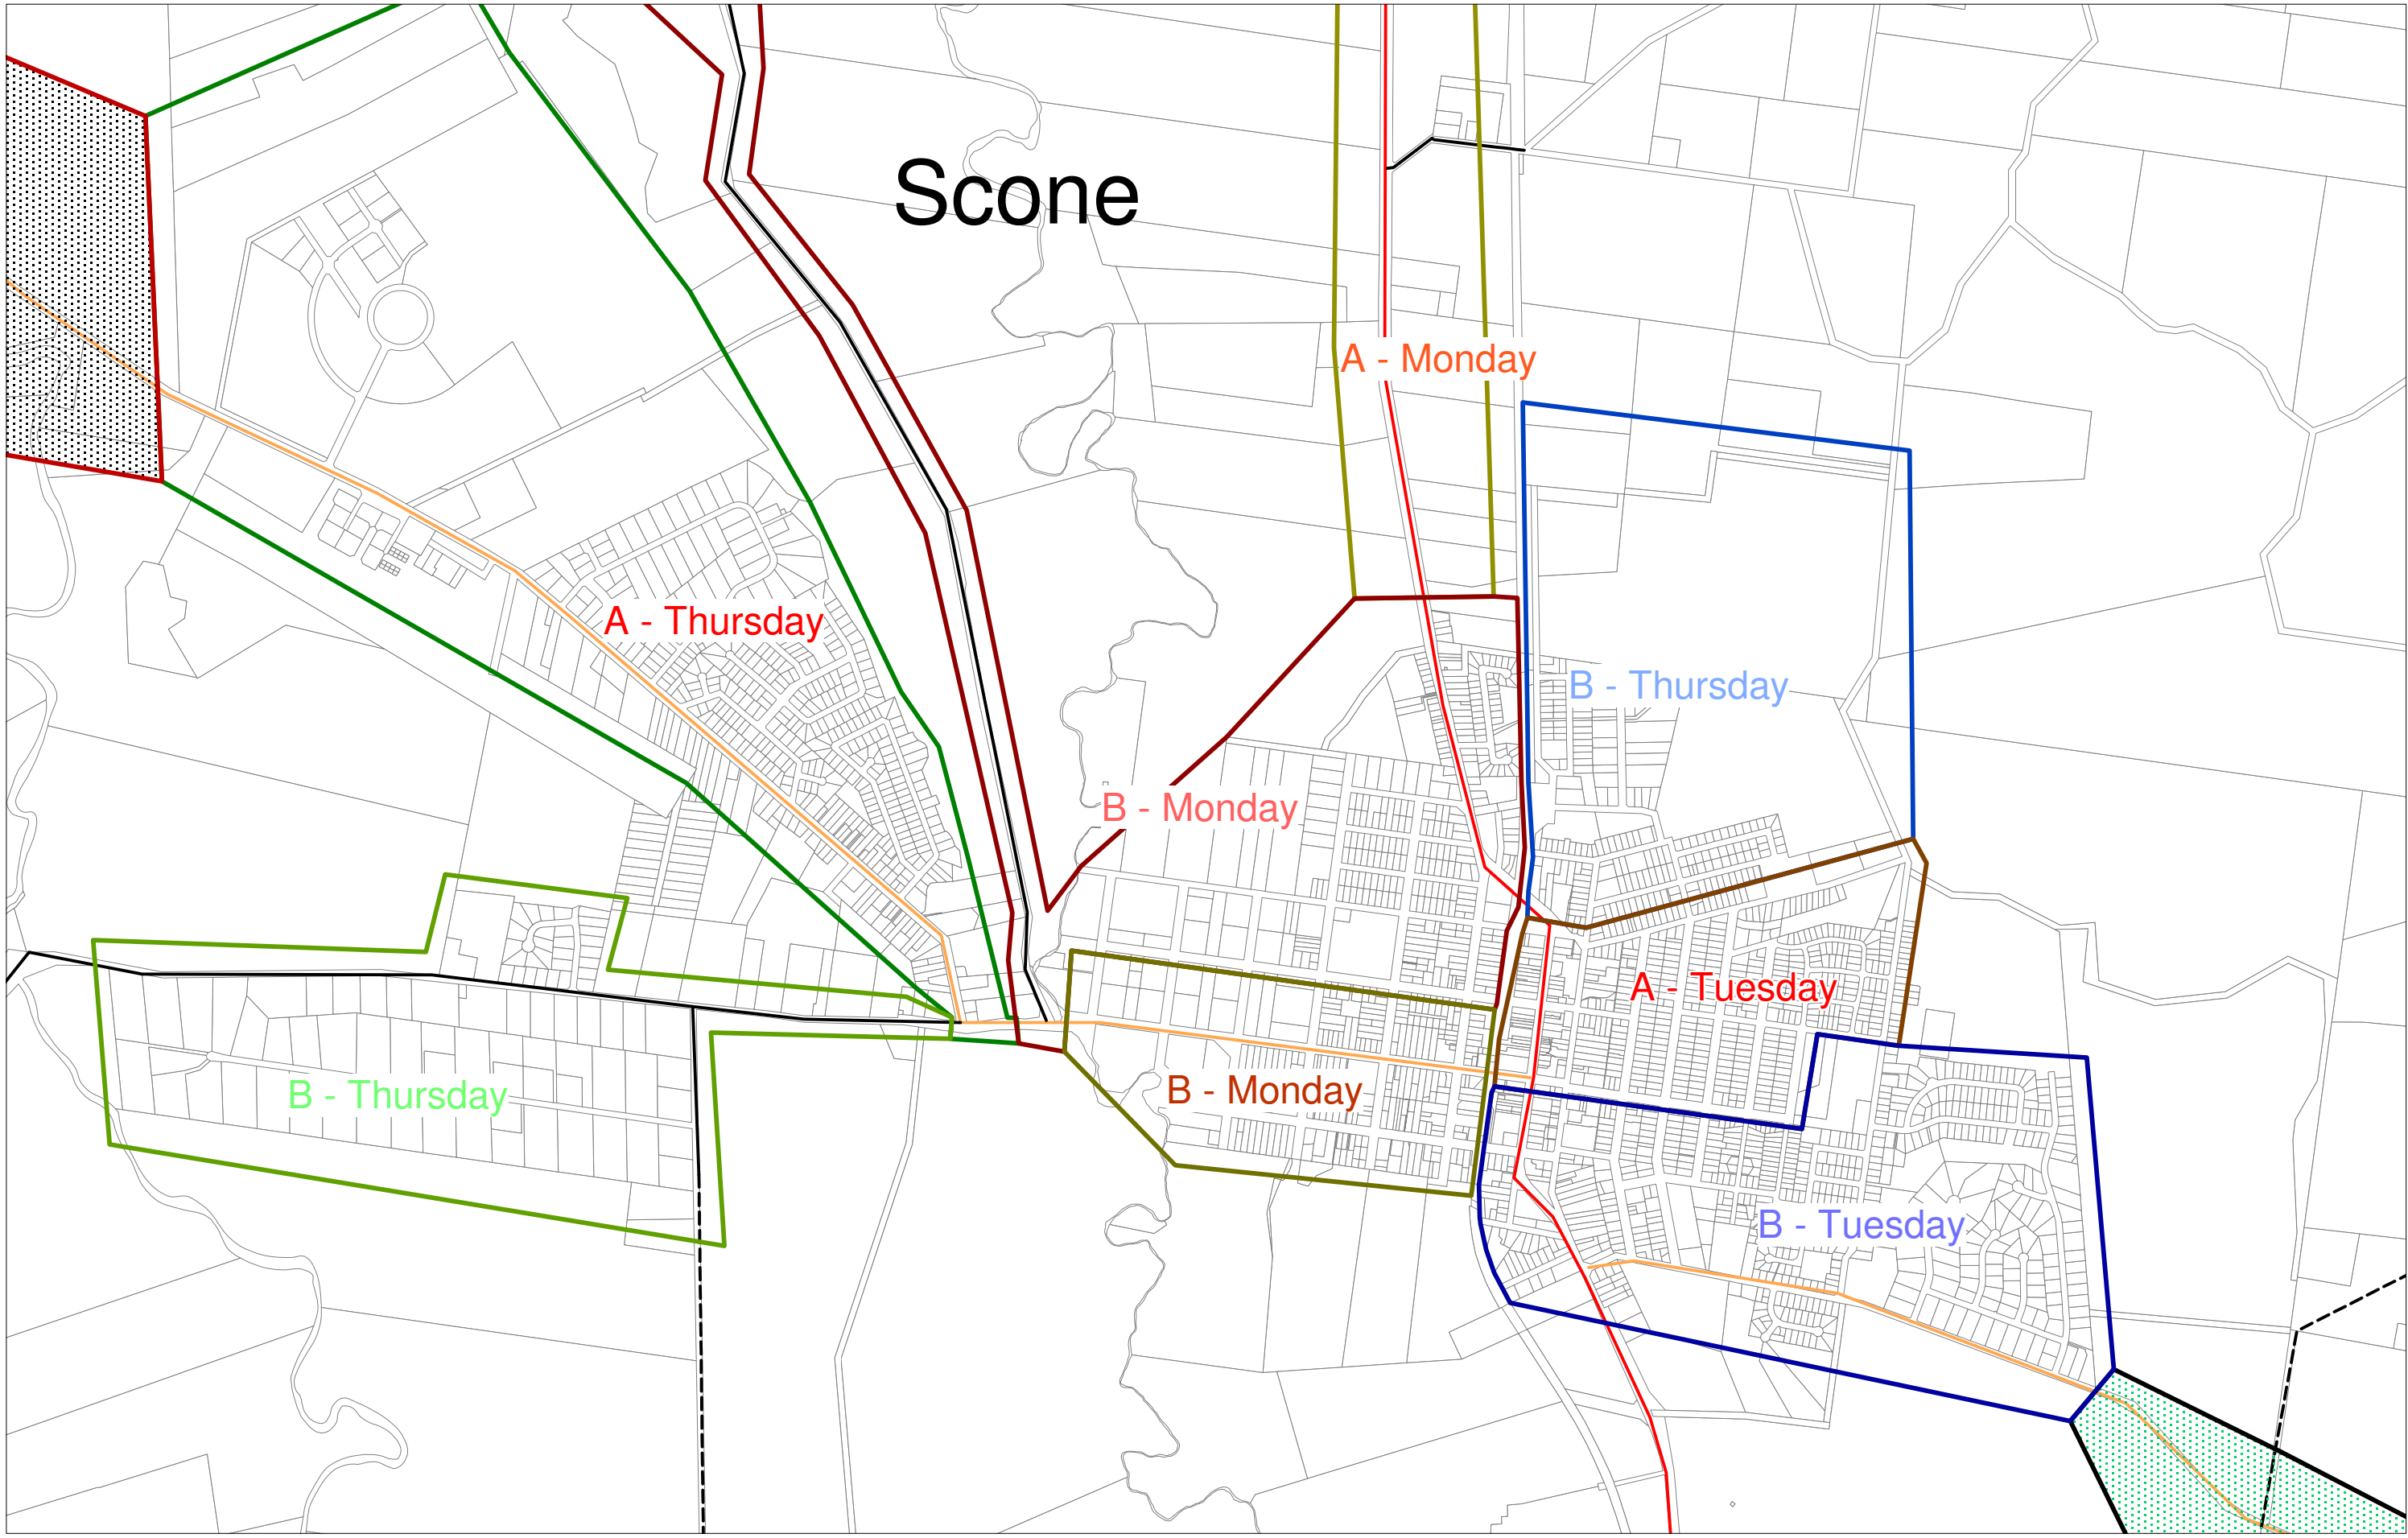 Scone
A - Monday
A - Thursday
B - Thursday
B - Monday
A - Tuesday
B - Thursday
B - Monday
B - Tuesday